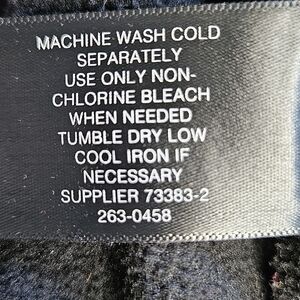 MACHINE WASH COLD
SEPARATELY
USE ONLY NON-
CHLORINE BLEACH
WHEN NEEDED
TUMBLE DRY LOW
COOL IRON IF
NECESSARY
SUPPLIER 73383-2
263-0458